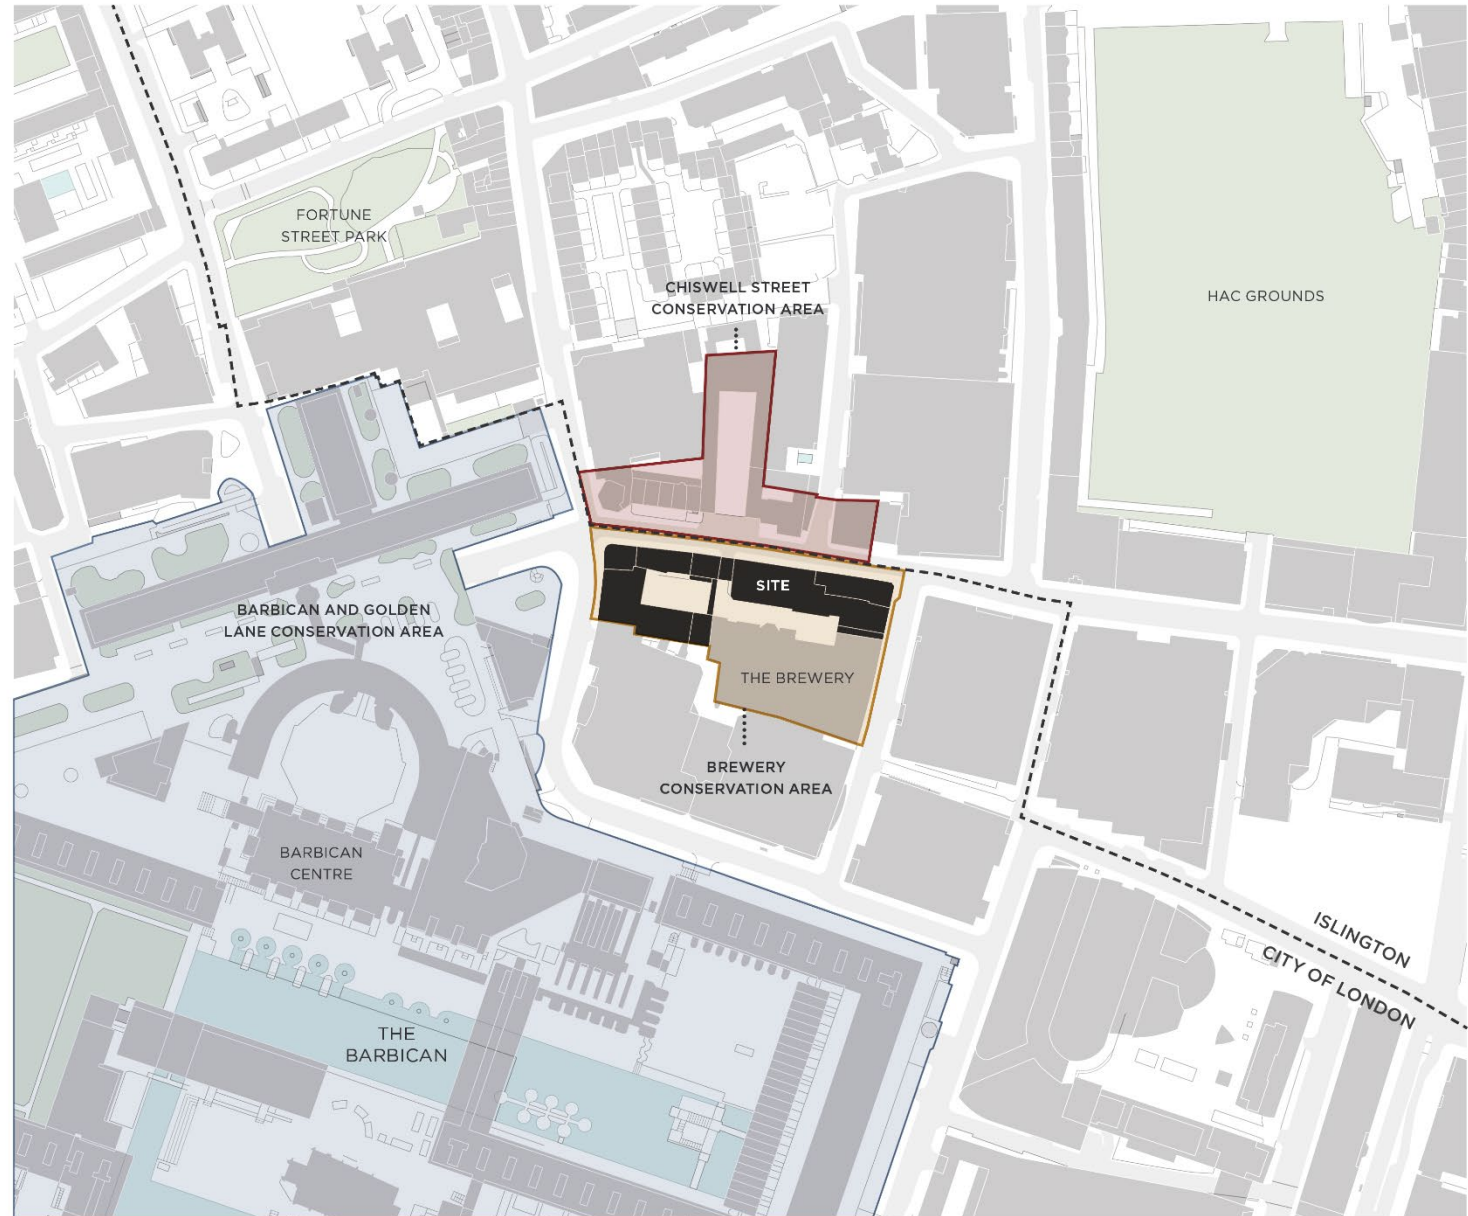 FORTUNE
STREET PARK
CHISWELL STREET
CONSERVATION AREA
HAC GROUNDS
SITE
BARBICAN AND GOLDEN
LANE CONSERVATION AREA
THE BREWERY
BREWERY
CONSERVATION AREA
BARBICAN
CENTRE
ISLINGTON
CITY OF LONDON
THE
BARBICAN